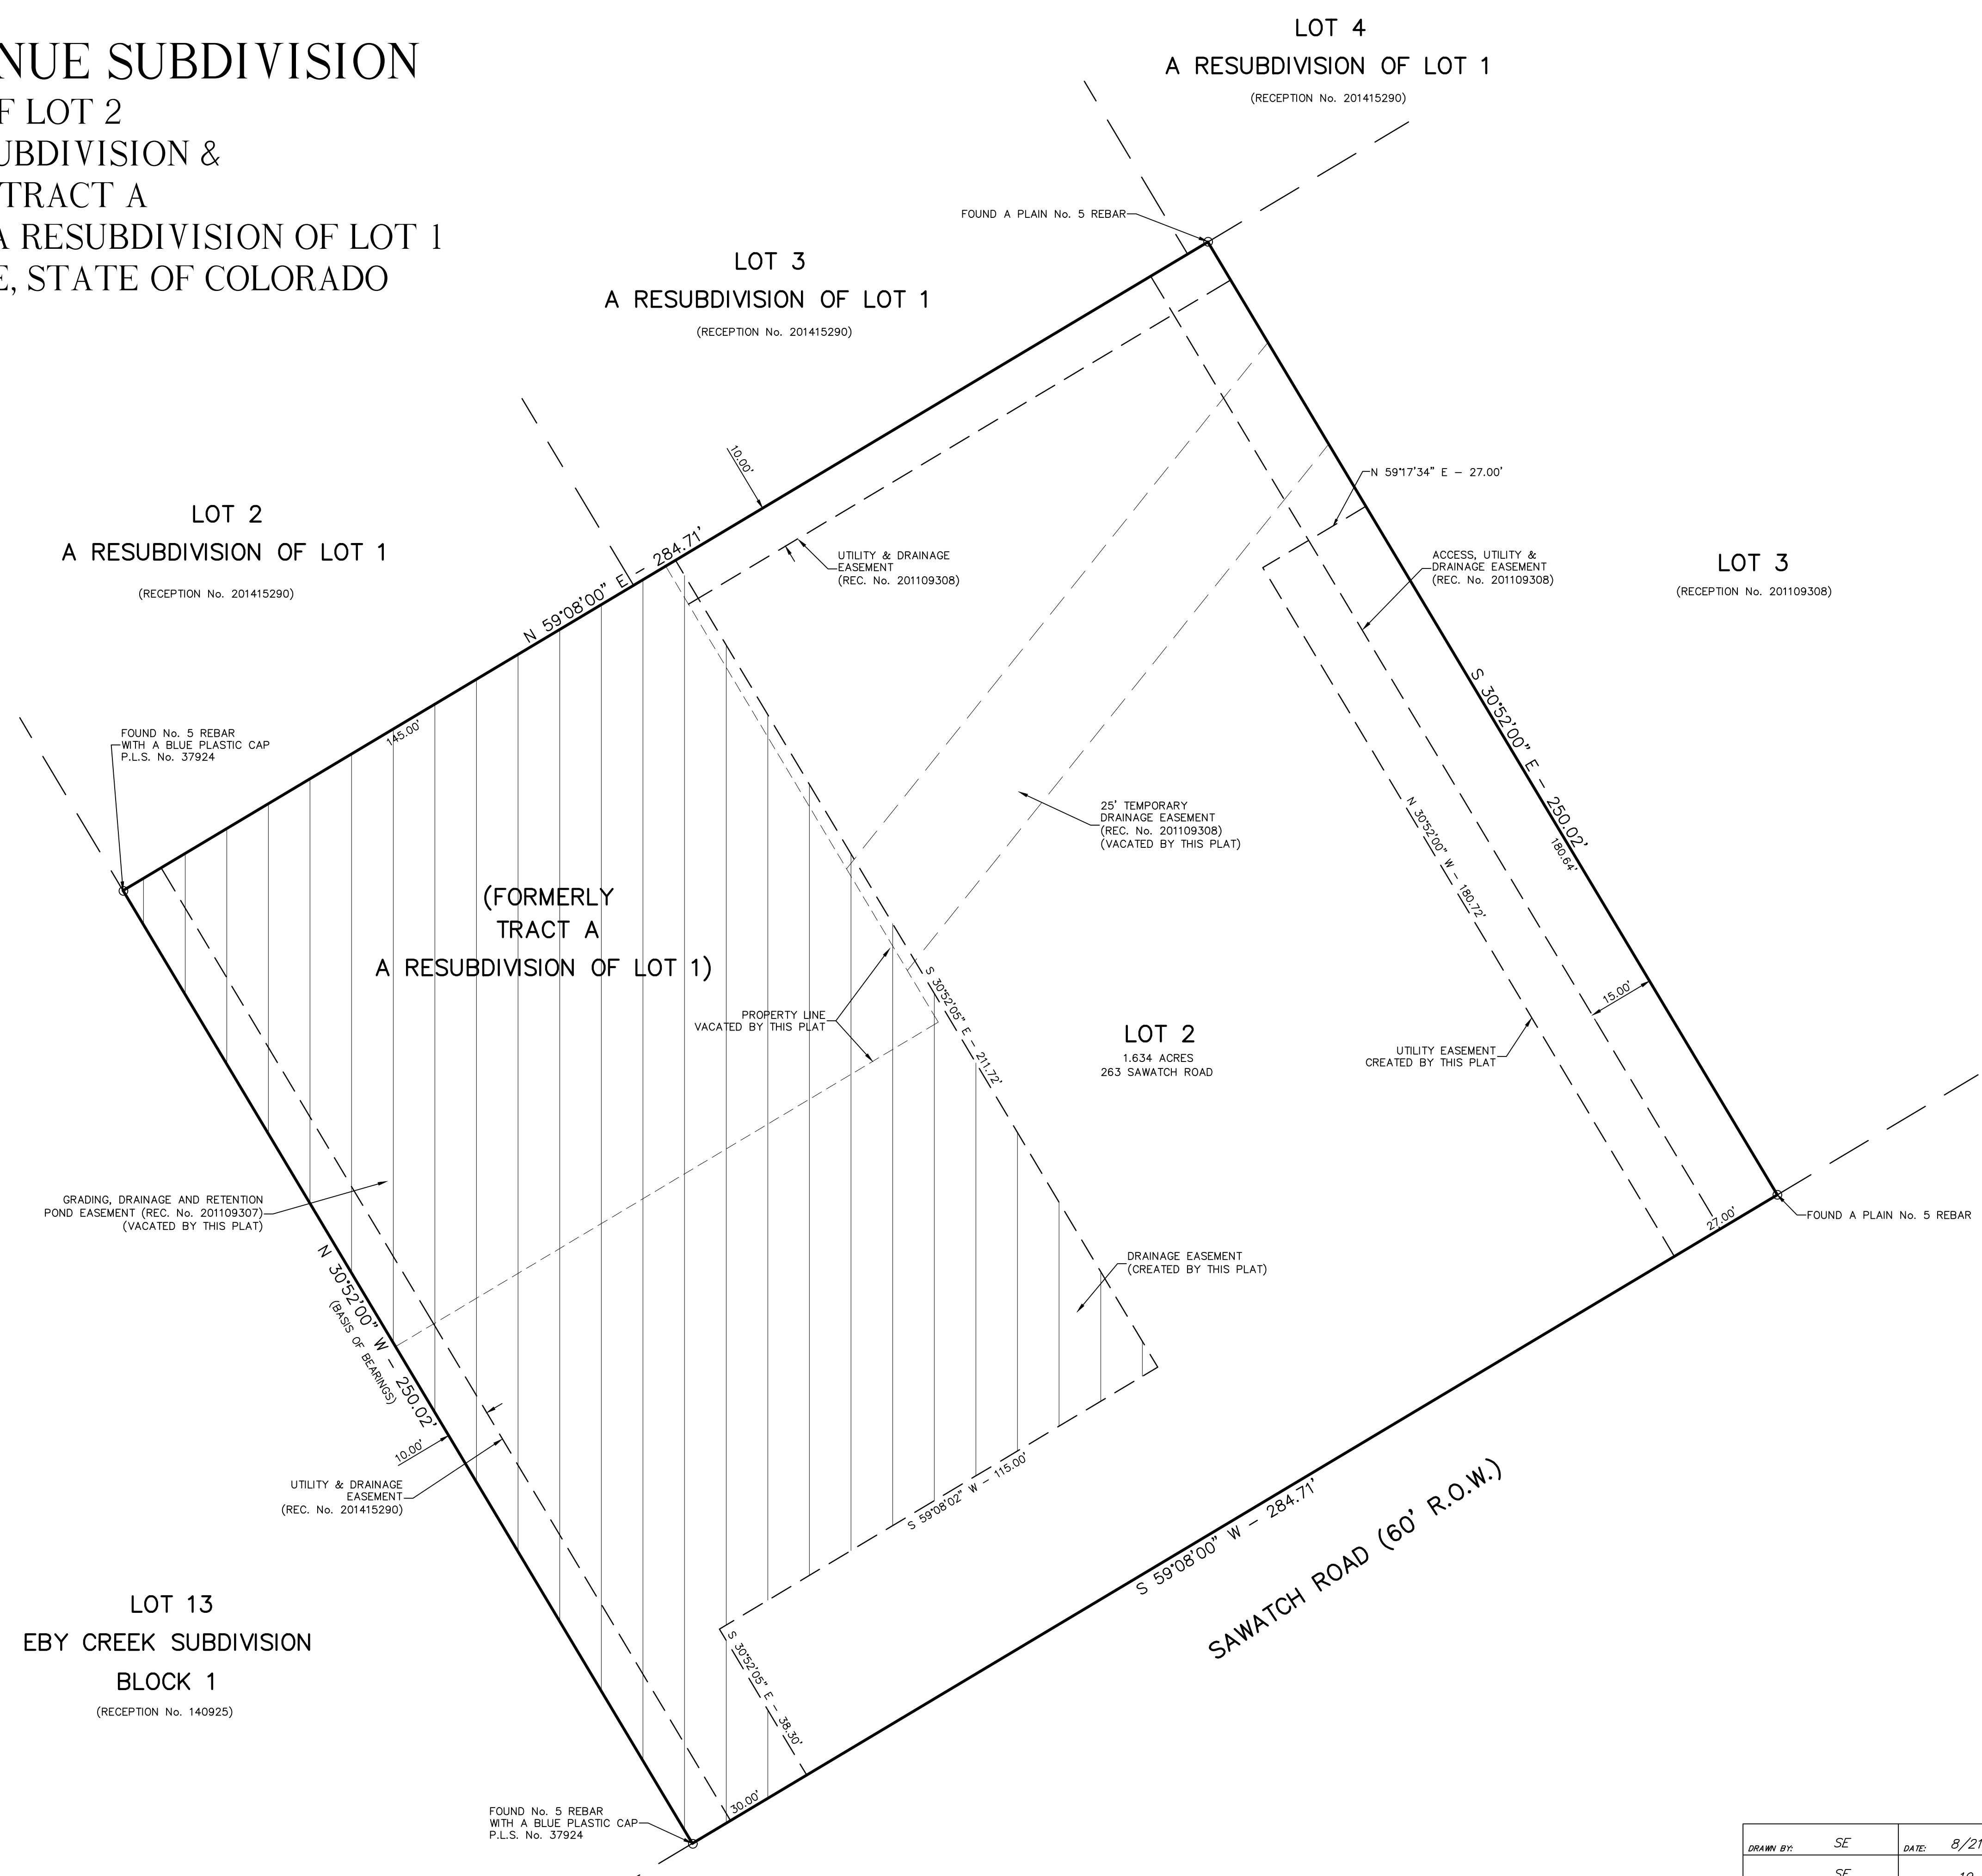 NUE SUBDIVISION
F LOT 2
UBDIVISION &
TRACT A
A RESUBDIVISION OF LOT 1
E, STATE OF COLORADO
LOT 4
A RESUBDIVISION OF LOT 1
(RECEPTION No. 201415290)
FOUND A PLAIN No. 5 REBAR
LOT 3
A RESUBDIVISION OF LOT 1
(RECEPTION No. 201415290)
10.00'
N 59°17'34" E – 27.00'
LOT 2
A RESUBDIVISION OF LOT 1
(RECEPTION No. 201415290)
N 59°08'00" E – 284.71'
UTILITY & DRAINAGE
EASEMENT
(REC. No. 201109308)
ACCESS, UTILITY &
DRAINAGE EASEMENT
(REC. No. 201109308)
LOT 3
(RECEPTION No. 201109308)
S 30°52'00" E – 250.02'
180.64'
145.00'
FOUND No. 5 REBAR
WITH A BLUE PLASTIC CAP
P.L.S. No. 37924
25' TEMPORARY
DRAINAGE EASEMENT
(REC. No. 201109308)
(VACATED BY THIS PLAT)
N 30°52'00" W – 180.72'
(FORMERLY
TRACT A
A RESUBDIVISION OF LOT 1)
PROPERTY LINE
VACATED BY THIS PLAT
S 30°52'05" E – 211.72'
LOT 2
1.634 ACRES
263 SAWATCH ROAD
15.00'
UTILITY EASEMENT
CREATED BY THIS PLAT
GRADING, DRAINAGE AND RETENTION
POND EASEMENT (REC. No. 201109307)
(VACATED BY THIS PLAT)
27.00'
FOUND A PLAIN No. 5 REBAR
DRAINAGE EASEMENT
(CREATED BY THIS PLAT)
N 30°52'00" W – 250.02'
(BASIS OF BEARINGS)
10.00'
UTILITY & DRAINAGE
EASEMENT
(REC. No. 201415290)
S 59°08'02" W – 115.00'
S 59°08'00" W – 284.71'
SAWATCH ROAD (60' R.O.W.)
LOT 13
EBY CREEK SUBDIVISION
BLOCK 1
(RECEPTION No. 140925)
S 30°52'05" E – 38.30'
30.00'
FOUND No. 5 REBAR
WITH A BLUE PLASTIC CAP
P.L.S. No. 37924
DRAWN BY: SE DATE: 8/21